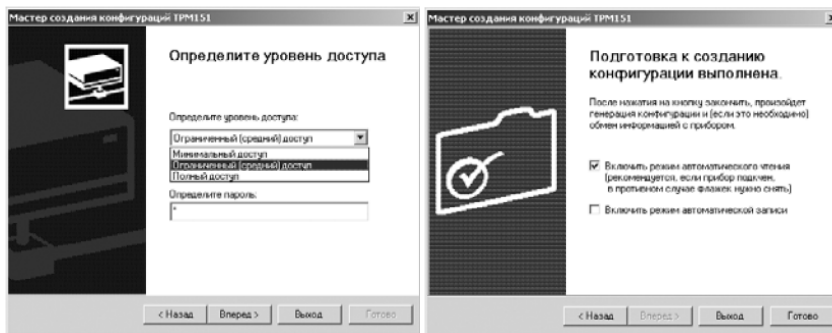 Мастер создания конфигураций ТРМ151
Определите уровень доступа
Определите уровень доступа:
Ограниченный (средний) доступ
Минимальный доступ
Ограниченный (средний) доступ
Полный доступ
Определите пароль:
*
< Назад
Вперед >
Выход
Готово
Мастер создания конфигураций ТРМ151
Подготовка к созданию
конфигурации выполнена.
После нажатия на кнопку закончить, произойдет
генерация конфигурации и (если это необходимо)
обмен информацией с прибором.
Включить режим автоматического чтения
(рекомендуется, если прибор подключен,
в противном случае флажек нужно снять)
Включить режим автоматической записи
< Назад
Вперед >
Выход
Готово